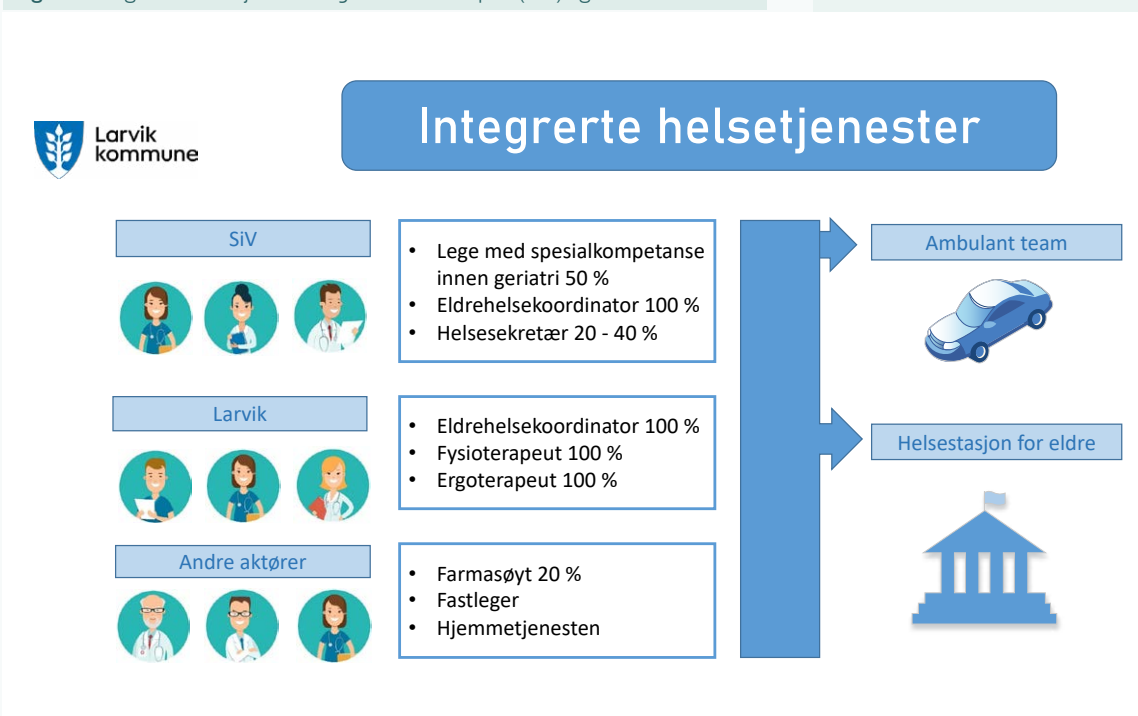 Integrerte helsetjenester
Larvik
kommune
SiV
• Lege med spesialkompetanse
innen geriatri 50 %
• Eldrehelsekoordinator 100 %
• Helsesekretær 20 - 40 %
Ambulant team
Larvik
• Eldrehelsekoordinator 100 %
• Fysioterapeut 100 %
• Ergoterapeut 100 %
Helsestasjon for eldre
Andre aktører
• Farmasøyt 20 %
• Fastleger
• Hjemmetjenesten